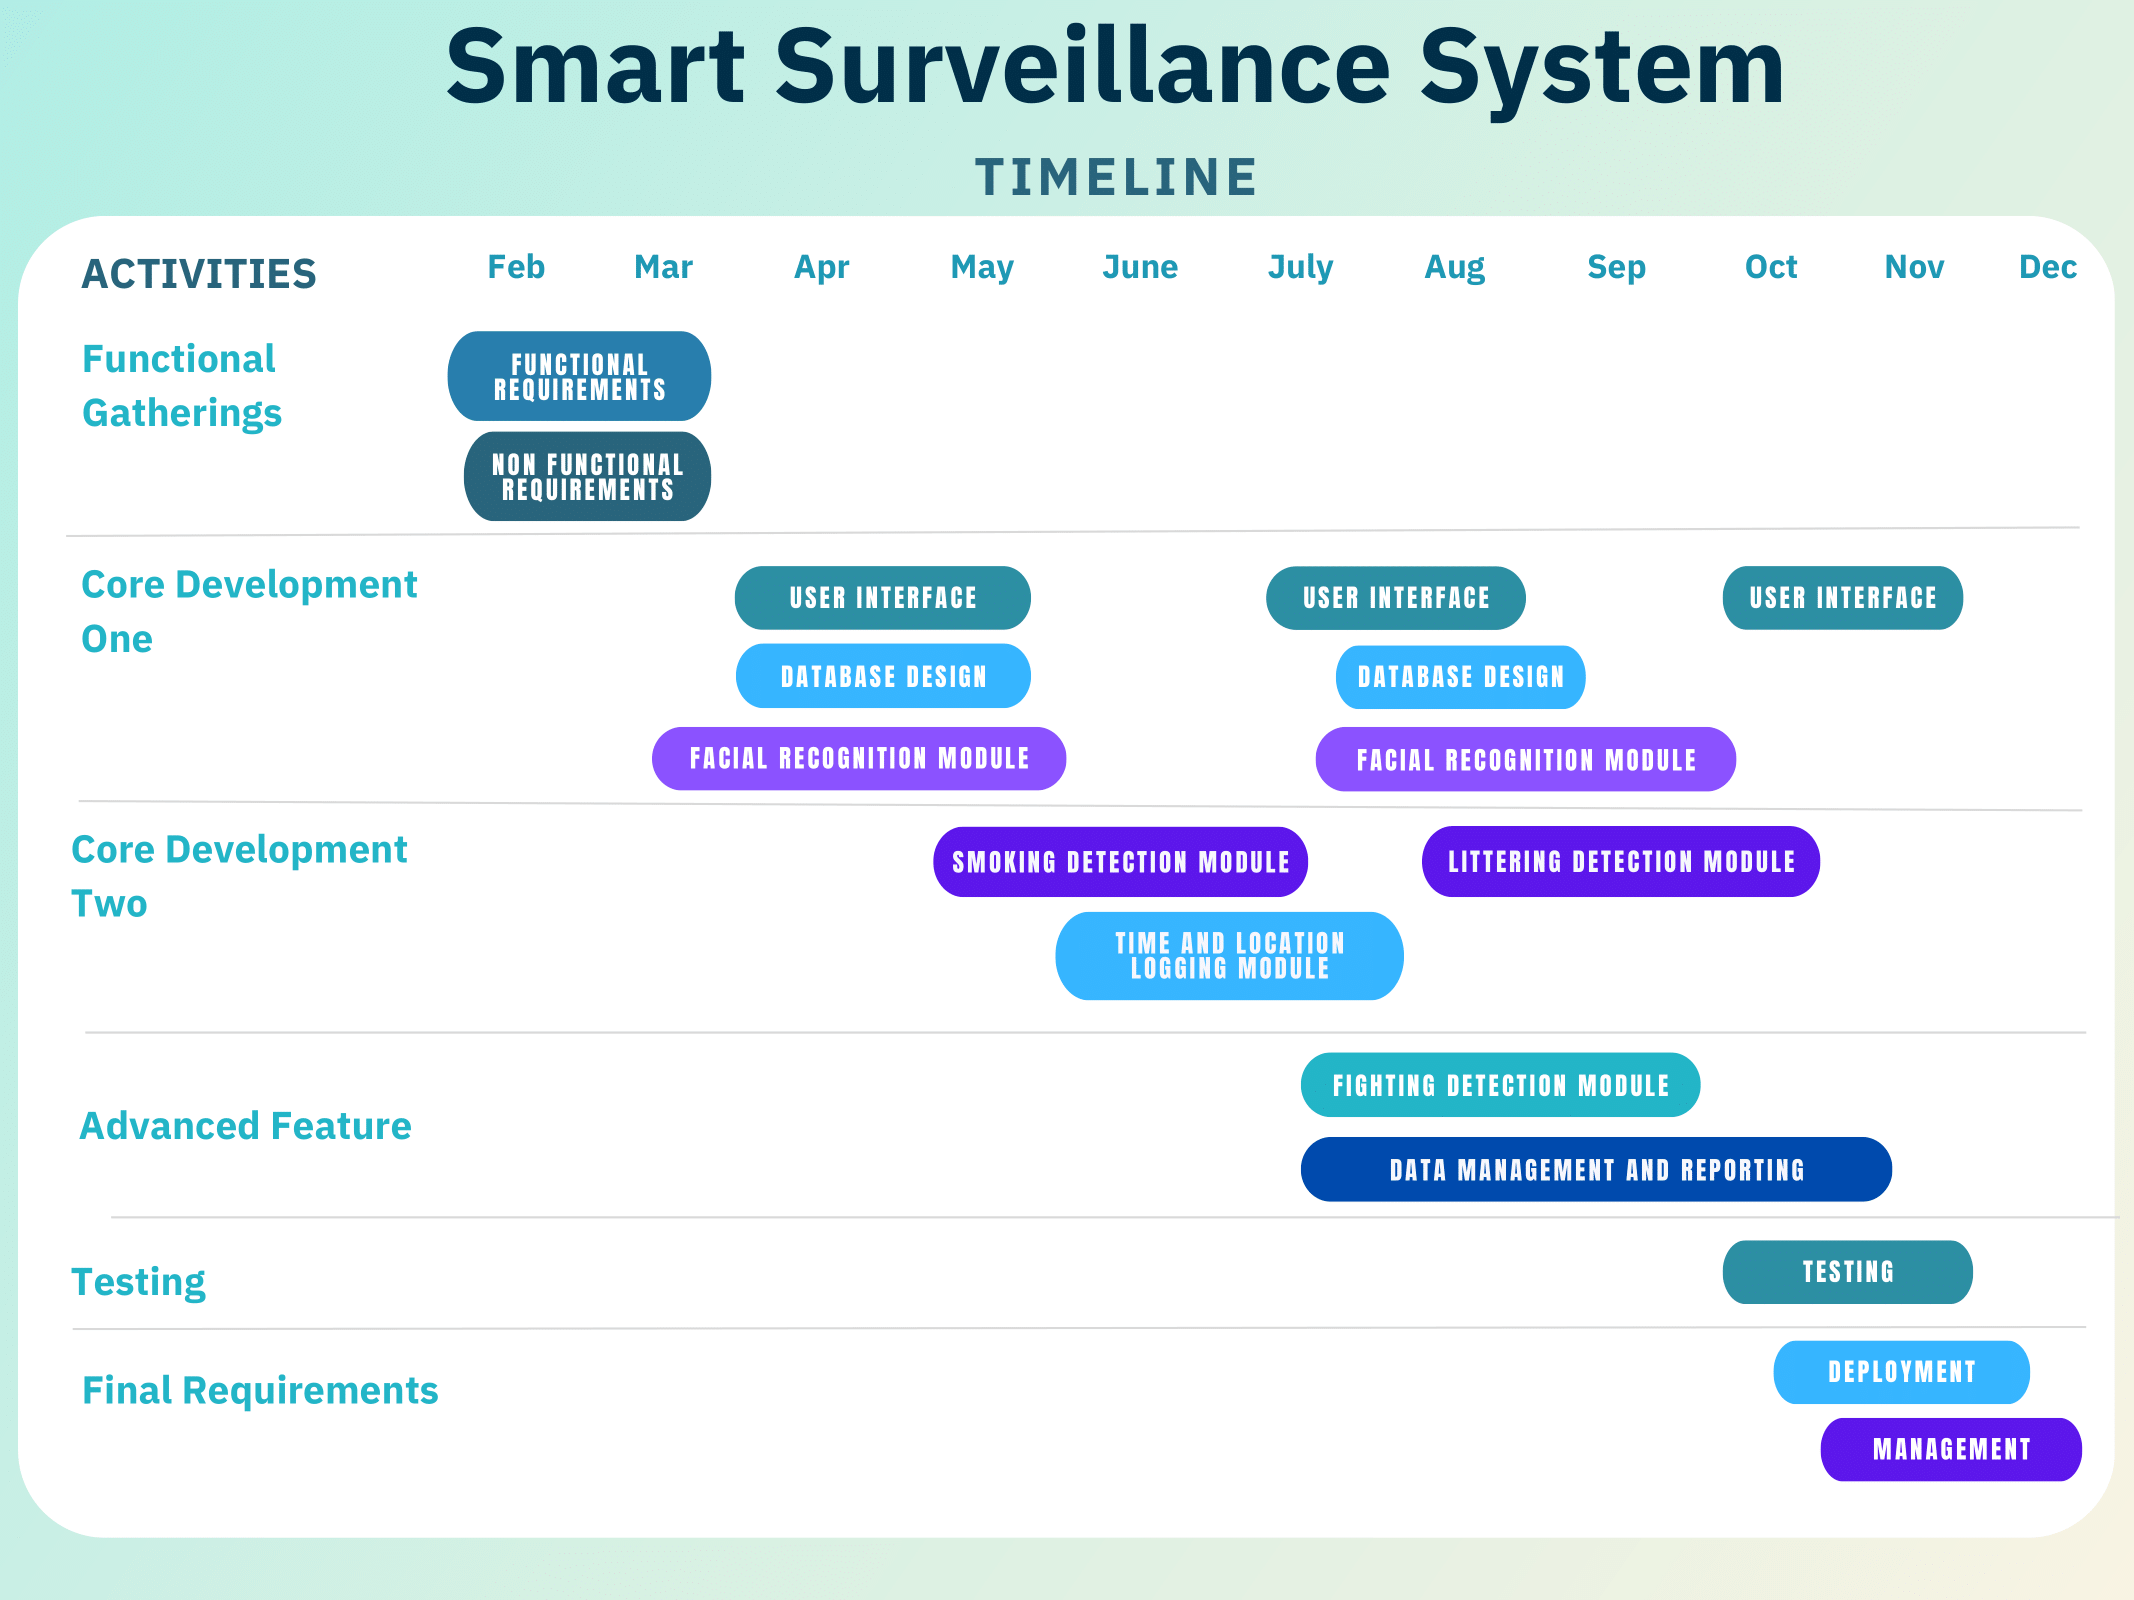 Smart Surveillance System
TIMELINE
ACTIVITIES Feb Mar Apr May June July Aug Sep Oct Nov Dec
Functional
Gatherings
FUNCTIONAL
REQUIREMENTS
NON FUNCTIONAL
REQUIREMENTS
Core Development
One
USER INTERFACE USER INTERFACE USER INTERFACE
DATABASE DESIGN DATABASE DESIGN
FACIAL RECOGNITION MODULE FACIAL RECOGNITION MODULE
Core Development
Two
SMOKING DETECTION MODULE LITTERING DETECTION MODULE
TIME AND LOCATION
LOGGING MODULE
Advanced Feature
FIGHTING DETECTION MODULE
DATA MANAGEMENT AND REPORTING
Testing
TESTING
Final Requirements
DEPLOYMENT
MANAGEMENT